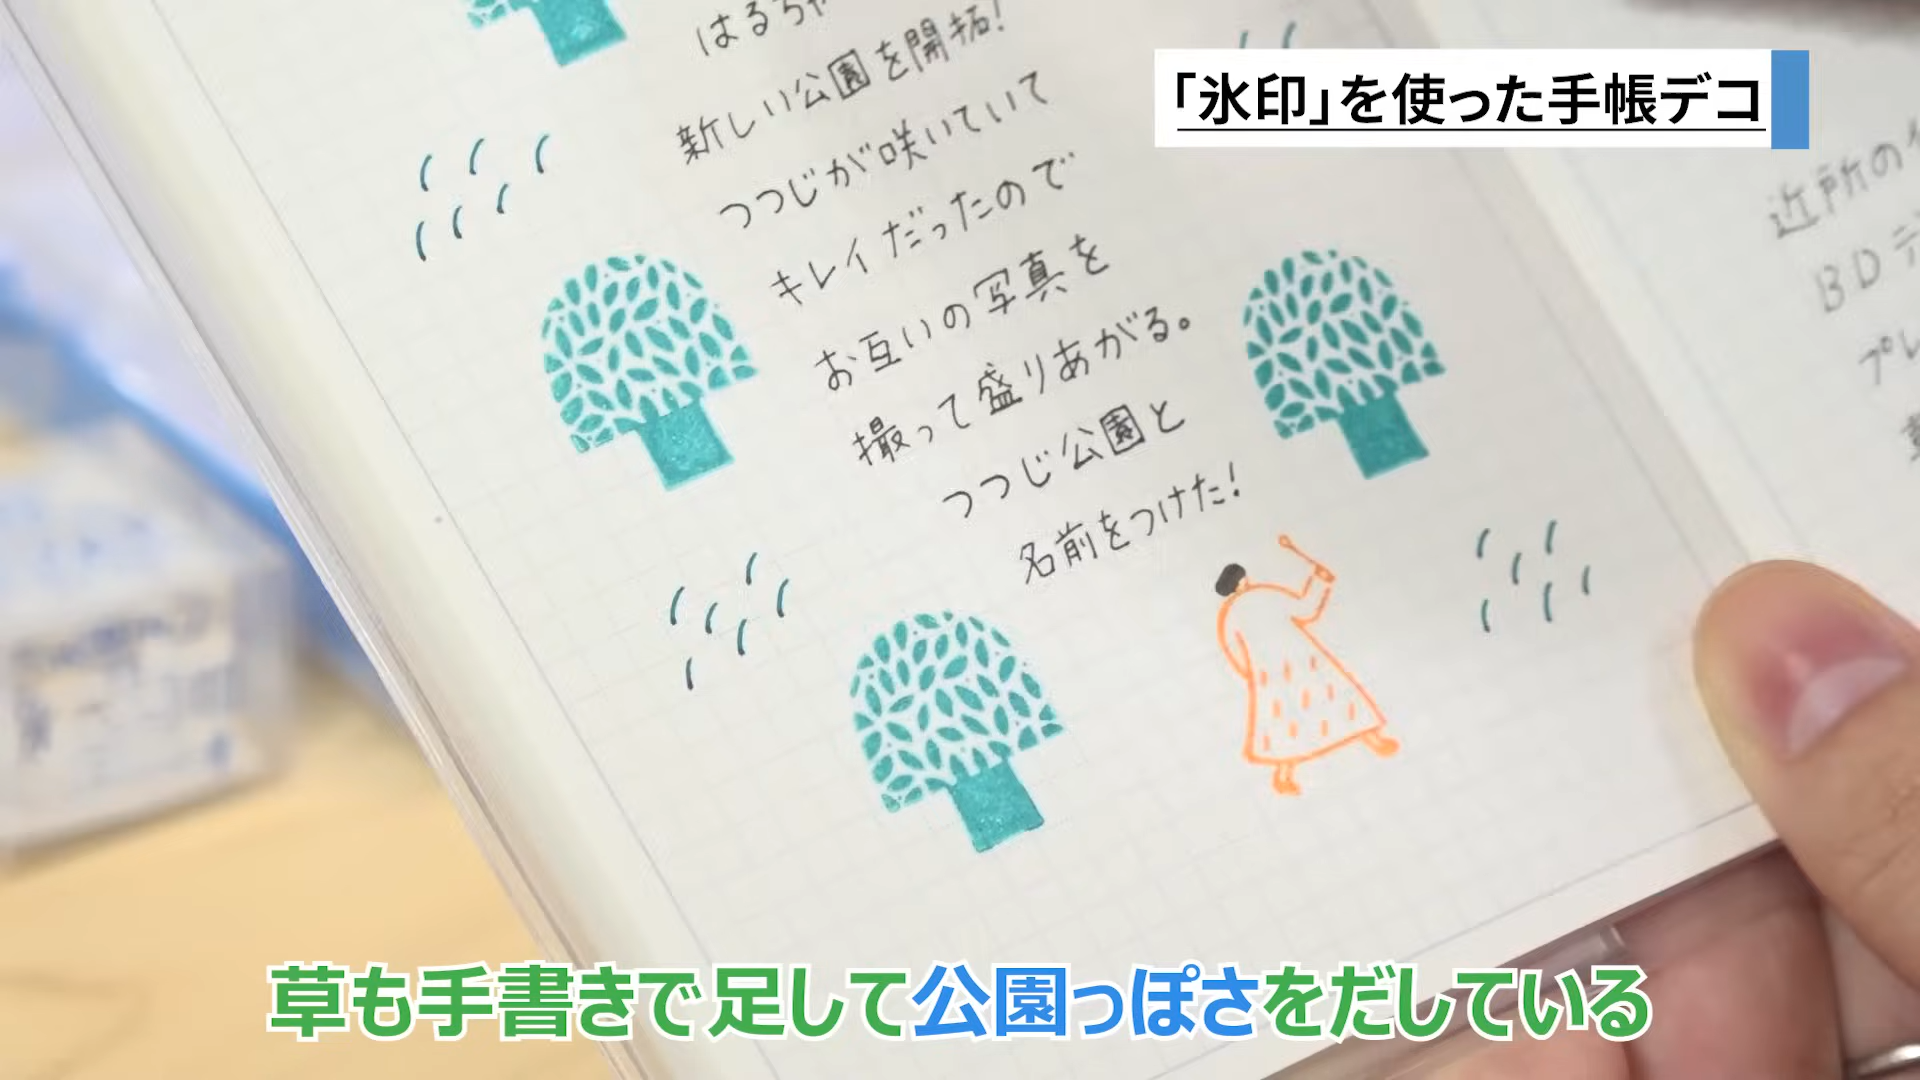 「氷印」を使った手帳デコ
はるちゃ
新しい公園を開拓!
つつじが咲いていて
キレイだったので
お互いの写真を
撮って盛りあがる。
つつじ公園と
名前をつけた!
近所の
BDデ
プレ
草も手書きで足して公園っぽさをだしている